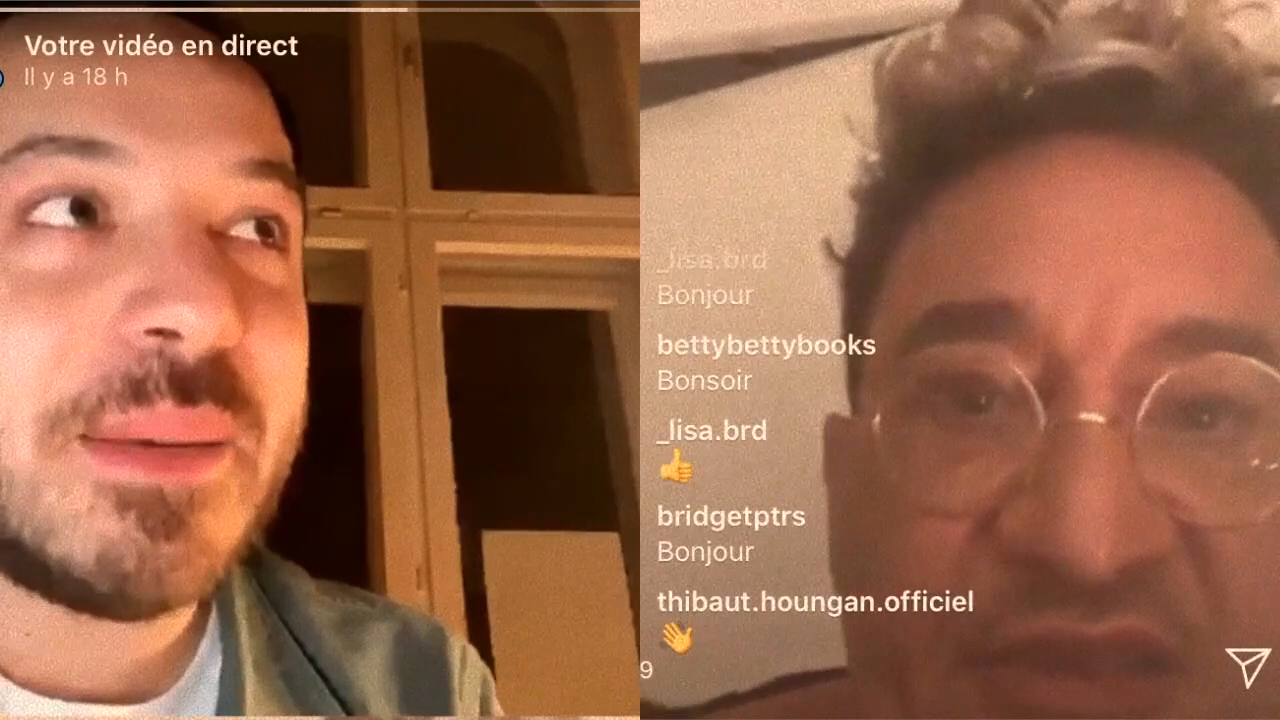 Votre vidéo en direct
Il y a 18 h
_lisa.brd
Bonjour
bettybettybooks
Bonsoir
_lisa.brd
👍
bridgetptrs
Bonjour
thibaut.houngan.officiel
👋
9